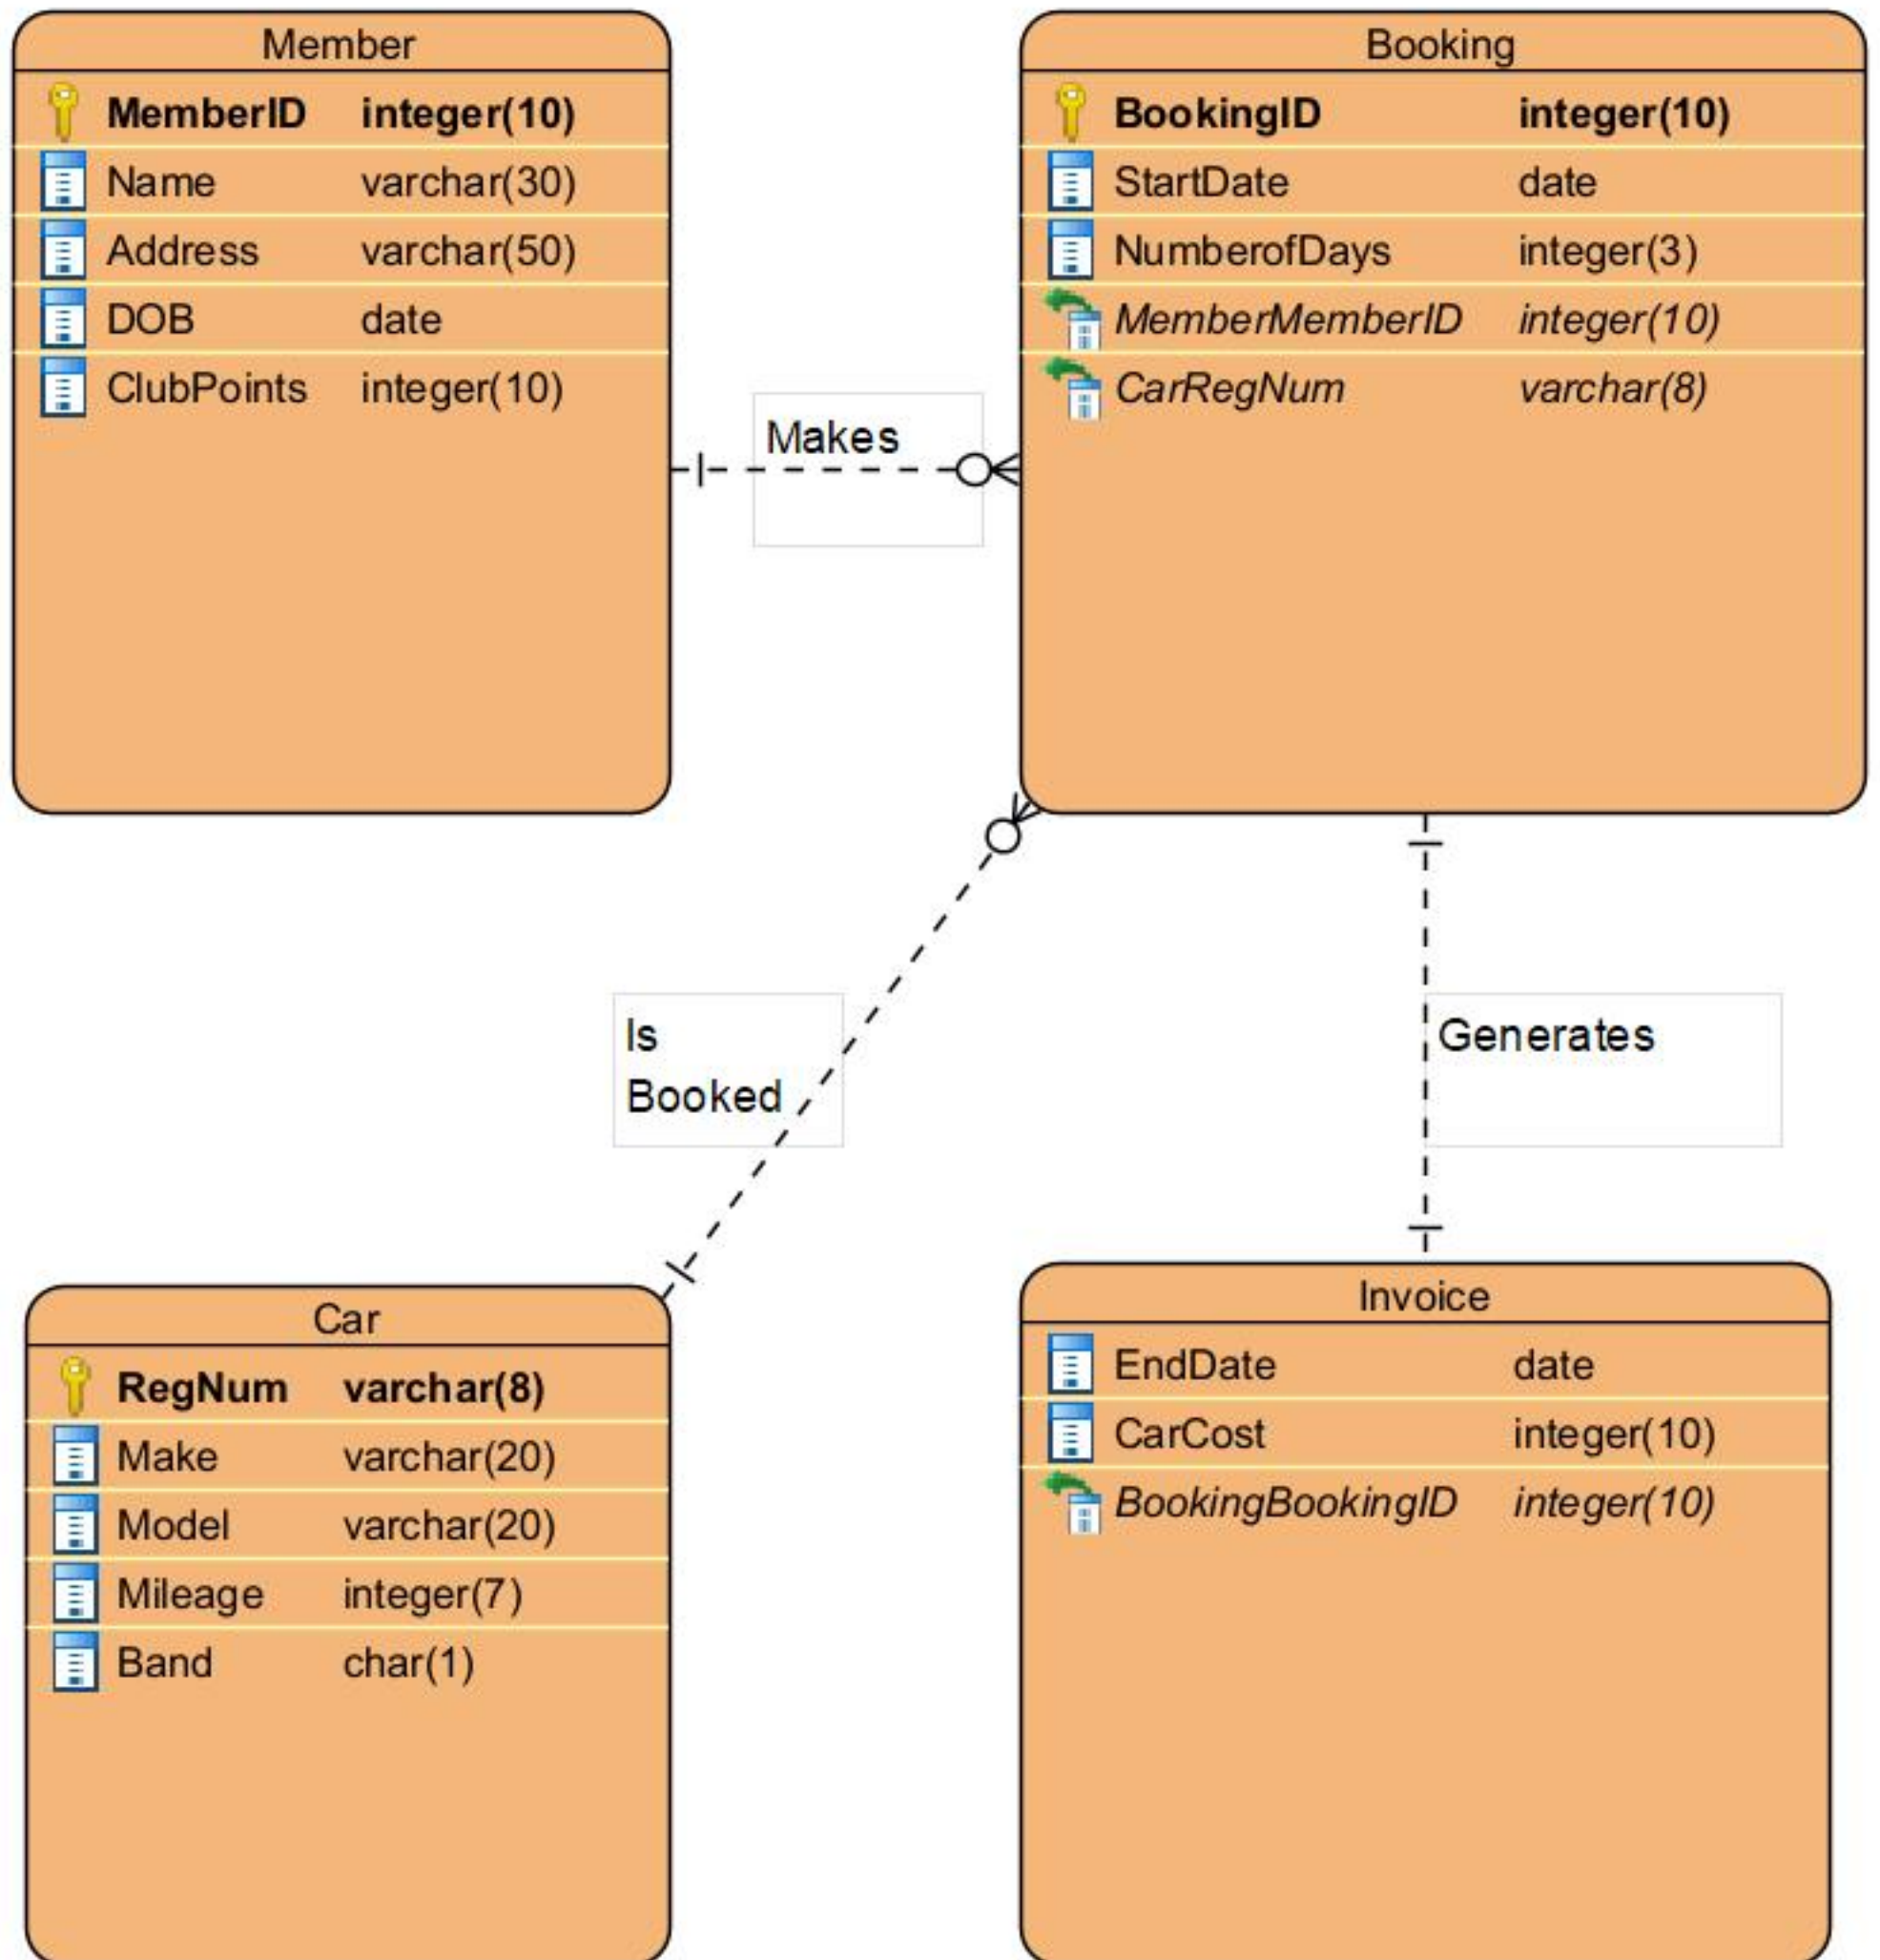 Member
MemberID integer(10)
Name varchar(30)
Address varchar(50)
DOB date
ClubPoints integer(10)
Makes
Booking
BookingID integer(10)
StartDate date
NumberofDays integer(3)
MemberMemberID integer(10)
CarRegNum varchar(8)
Is
Booked
Generates
Car
RegNum varchar(8)
Make varchar(20)
Model varchar(20)
Mileage integer(7)
Band char(1)
Invoice
EndDate date
CarCost integer(10)
BookingBookingID integer(10)